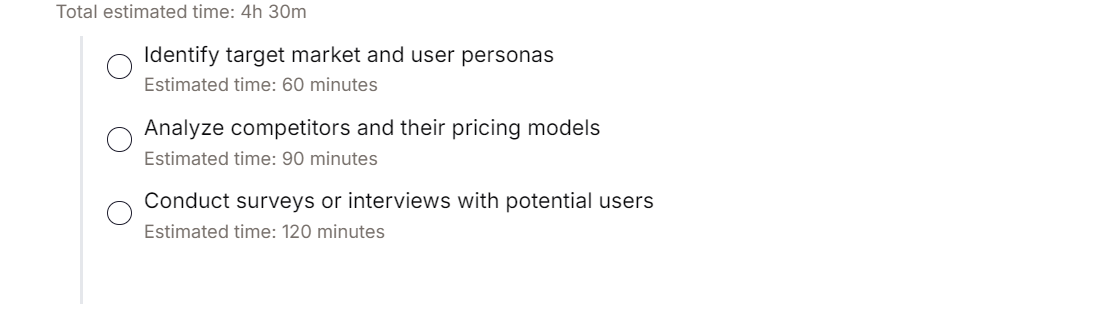 Total estimated time: 4h 30m
Identify target market and user personas
Estimated time: 60 minutes
Analyze competitors and their pricing models
Estimated time: 90 minutes
Conduct surveys or interviews with potential users
Estimated time: 120 minutes